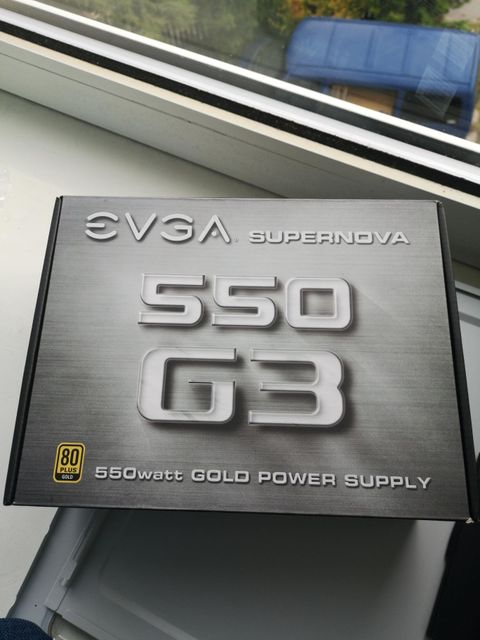 EVGA. SUPERNOVA
550
G3
80
PLUS
GOLD
550watt GOLD POWER SUPPLY